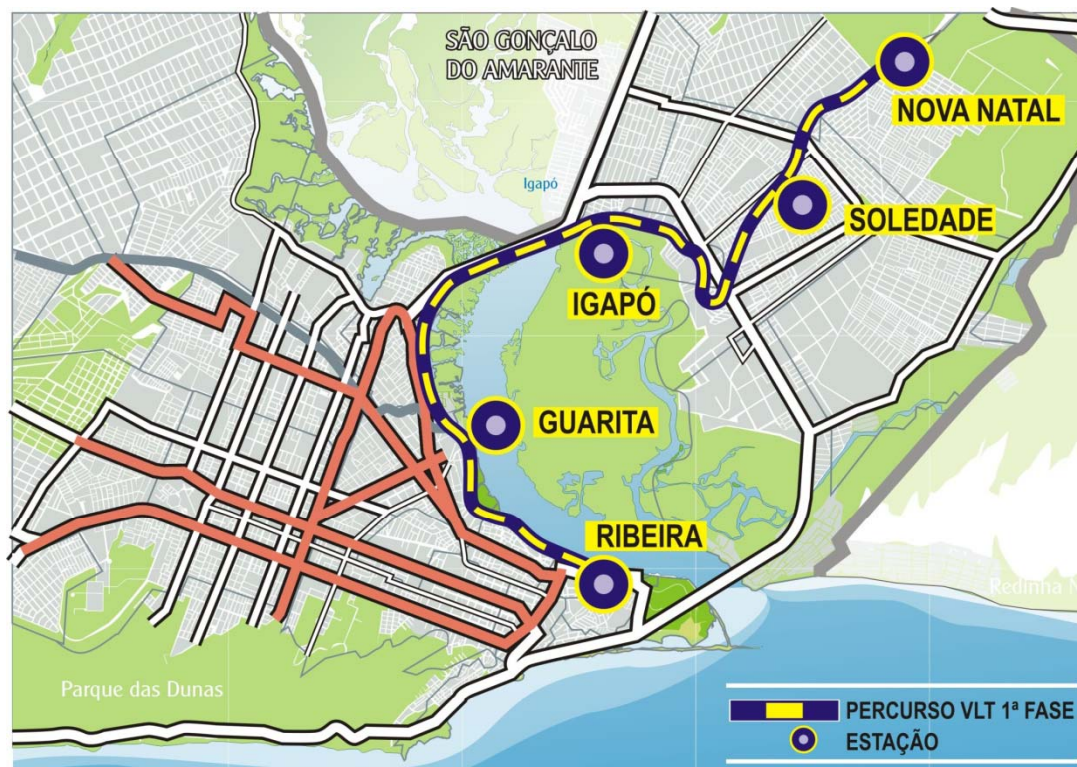 SÃO GONÇALO
DO AMARANTE
NOVA NATAL
Igapó
SOLEDADE
IGAPÓ
GUARITA
RIBEIRA
Redinha N
Parque das Dunas
PERCURSO VLT 1ª FASE
ESTAÇÃO